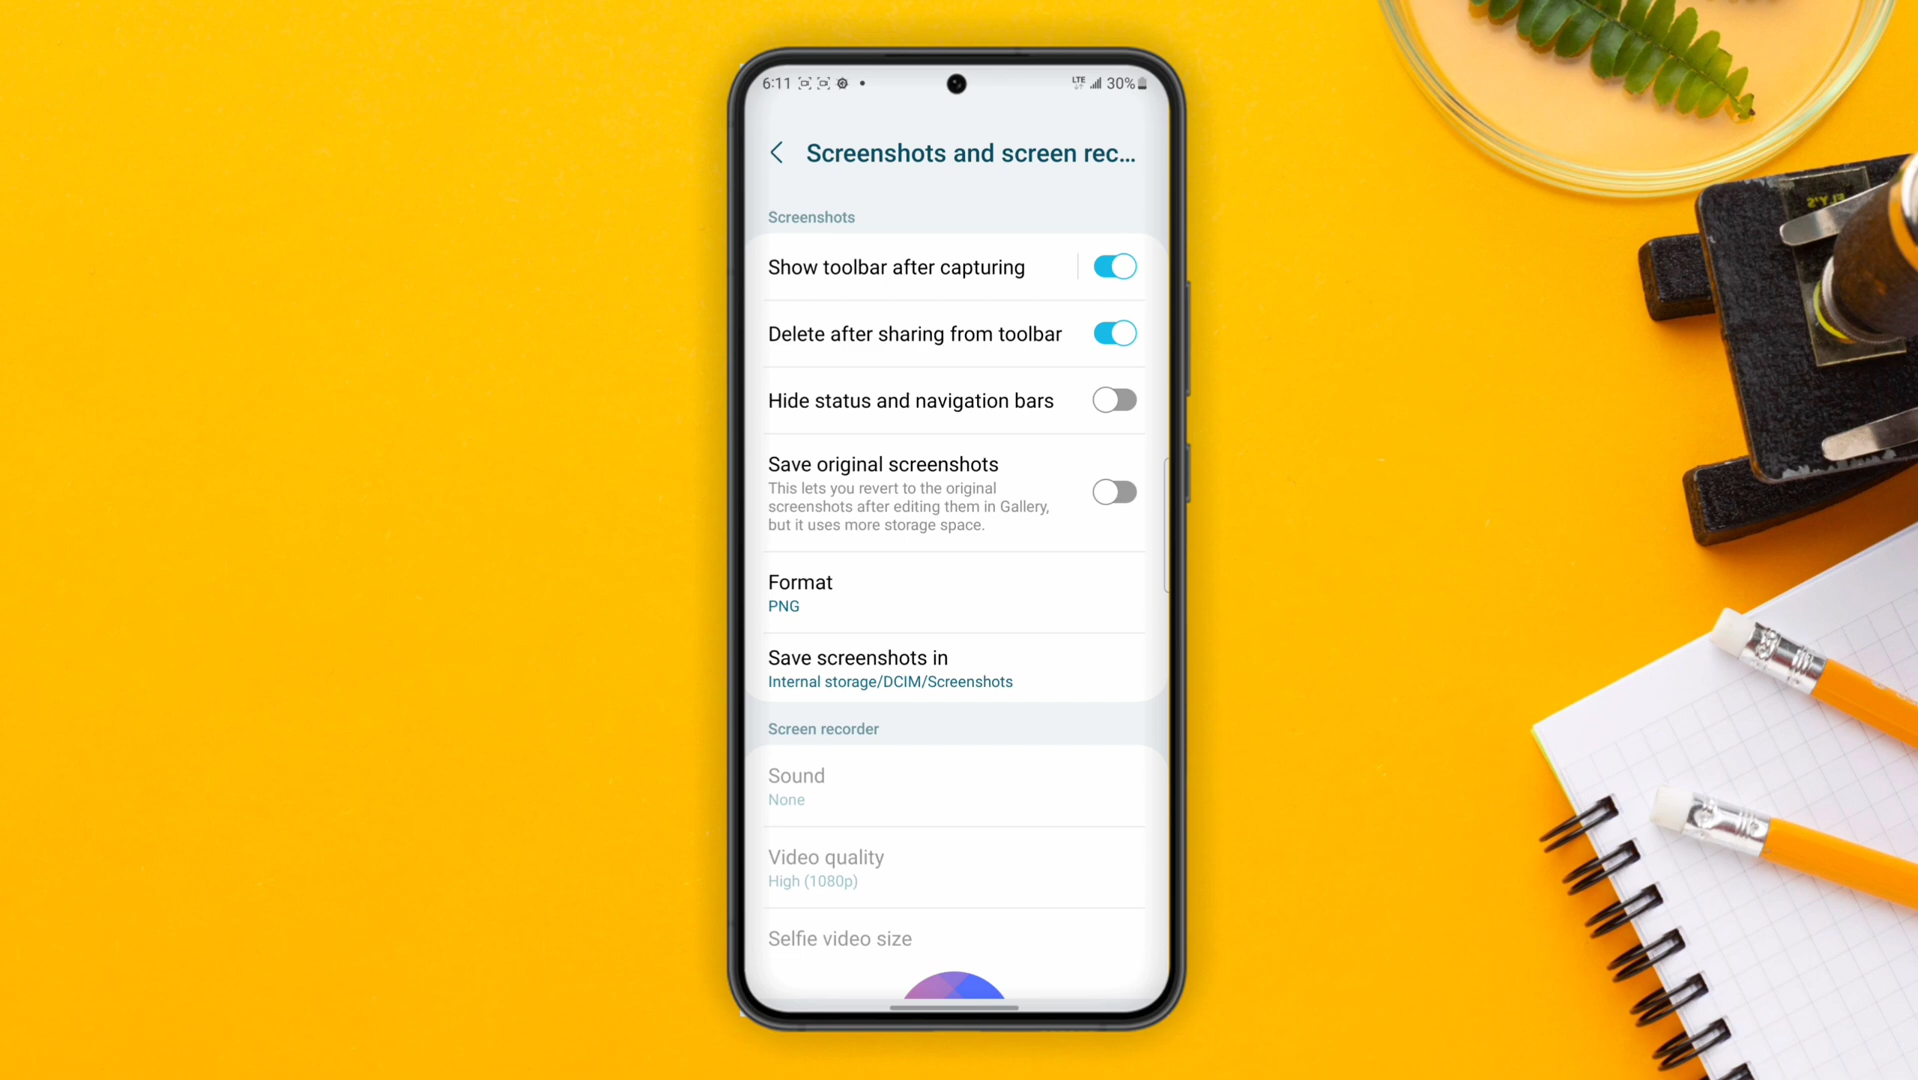 6:11
LTE
30%
Screenshots and screen rec...
Screenshots
Show toolbar after capturing
Delete after sharing from toolbar
Hide status and navigation bars
Save original screenshots
This lets you revert to the original
screenshots after editing them in Gallery,
but it uses more storage space.
Format
PNG
Save screenshots in
Internal storage/DCIM/Screenshots
Screen recorder
Sound
None
Video quality
High (1080p)
Selfie video size